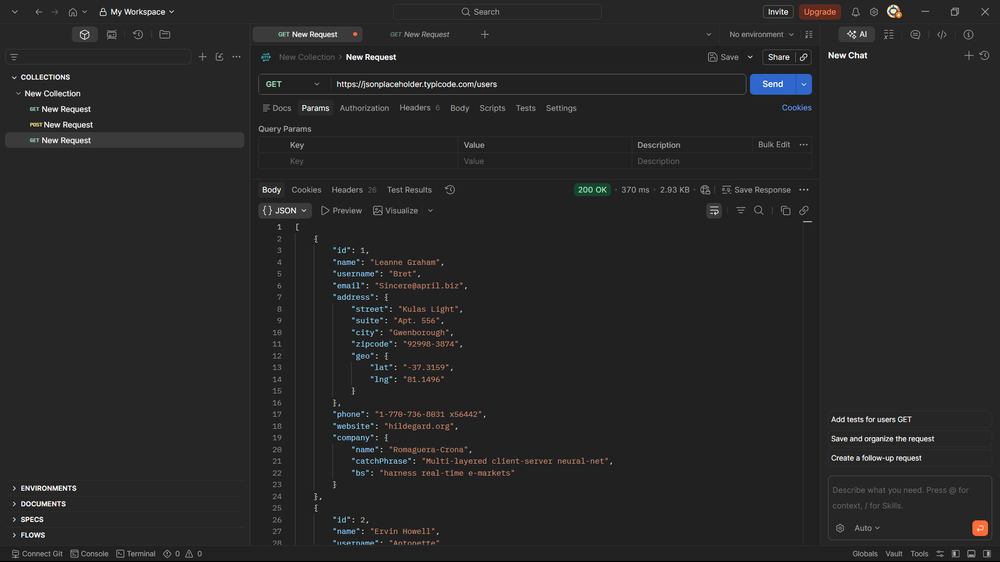 My Workspace
Search
Invite
Upgrade
GET New Request
GET New Request
No environment
AI
New Collection > New Request
Save
Share
New Chat
COLLECTIONS
New Collection
GET New Request
POST New Request
GET New Request
GET
https://jsonplaceholder.typicode.com/users
Send
Docs
Params
Authorization
Headers 6
Body
Scripts
Tests
Settings
Cookies
Query Params
Key
Value
Description
Bulk Edit
Key
Value
Description
Body
Cookies
Headers 26
Test Results
200 OK
370 ms
2.93 KB
e.g. Save Response
{} JSON
Preview
Visualize
1 [
2 {
3 "id": 1,
4 "name": "Leanne Graham",
5 "username": "Bret",
6 "email": "Sincere@april.biz",
7 "address": {
8 "street": "Kulas Light",
9 "suite": "Apt. 556",
10 "city": "Gwenborough",
11 "zipcode": "92998-3874",
12 "geo": {
13 "lat": "-37.3159",
14 "lng": "81.1496"
15 }
16 },
17 "phone": "1-770-736-8031 x56442",
18 "website": "hildegard.org",
19 "company": {
20 "name": "Romaguera-Crona",
21 "catchPhrase": "Multi-layered client-server neural-net",
22 "bs": "harness real-time e-markets"
23 }
24 },
25 {
26 "id": 2,
27 "name": "Ervin Howell",
28 "username": "Antonette"
Add tests for users GET
Save and organize the request
Create a follow-up request
Describe what you need. Press @ for
context, / for Skills.
Auto
ENVIRONMENTS
DOCUMENTS
SPECS
FLOWS
Connect Git
Console
Terminal
0
0
Globals
Vault
Tools
HTTP
A